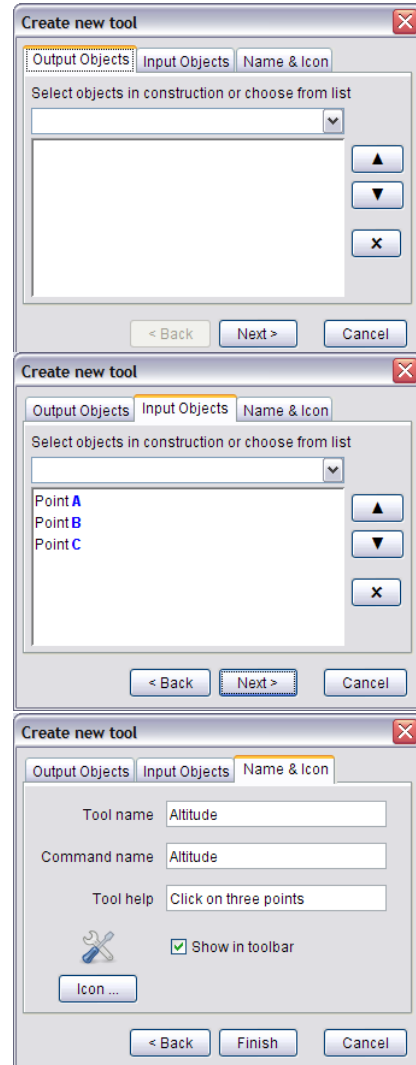 Create new tool
Output Objects Input Objects Name & Icon
Select objects in construction or choose from list
< Back Next > Cancel
Create new tool
Output Objects Input Objects Name & Icon
Select objects in construction or choose from list
Point A
Point B
Point C
< Back Next > Cancel
Create new tool
Output Objects Input Objects Name & Icon
Tool name Altitude
Command name Altitude
Tool help Click on three points
Show in toolbar
Icon ...
< Back Finish Cancel